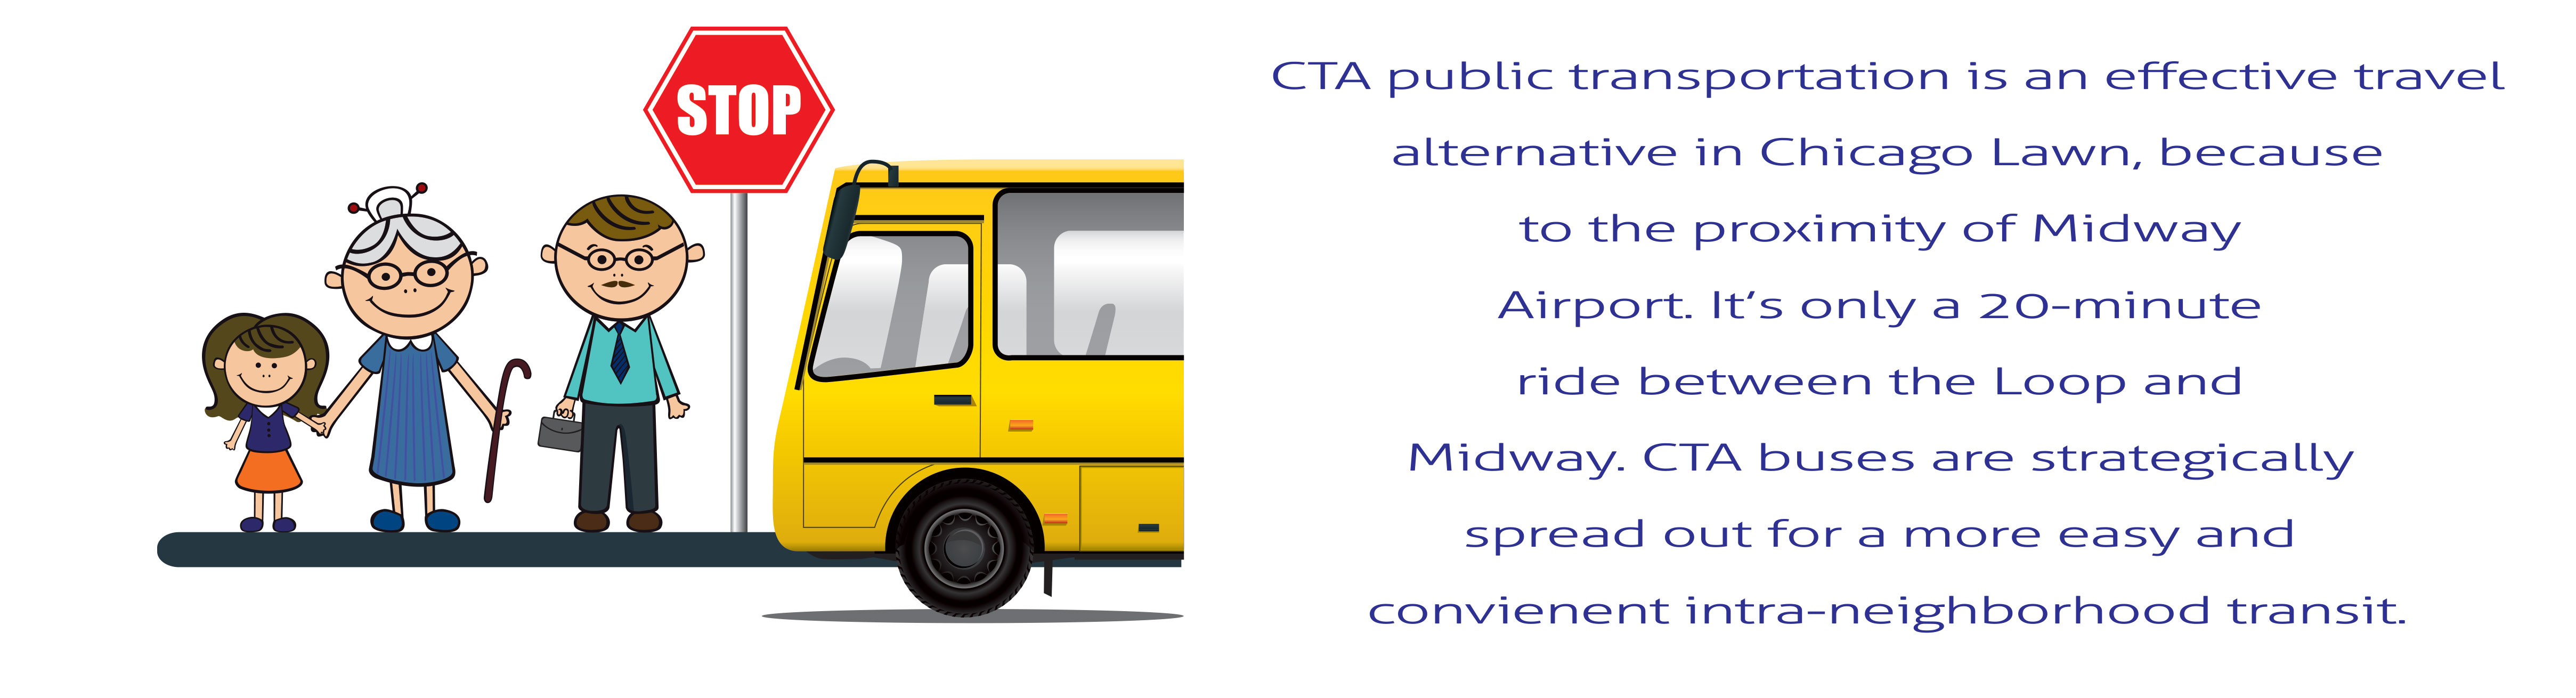 STOP
CTA public transportation is an effective travel
alternative in Chicago Lawn, because
to the proximity of Midway
Airport. It’s only a 20-minute
ride between the Loop and
Midway. CTA buses are strategically
spread out for a more easy and
convienent intra-neighborhood transit.